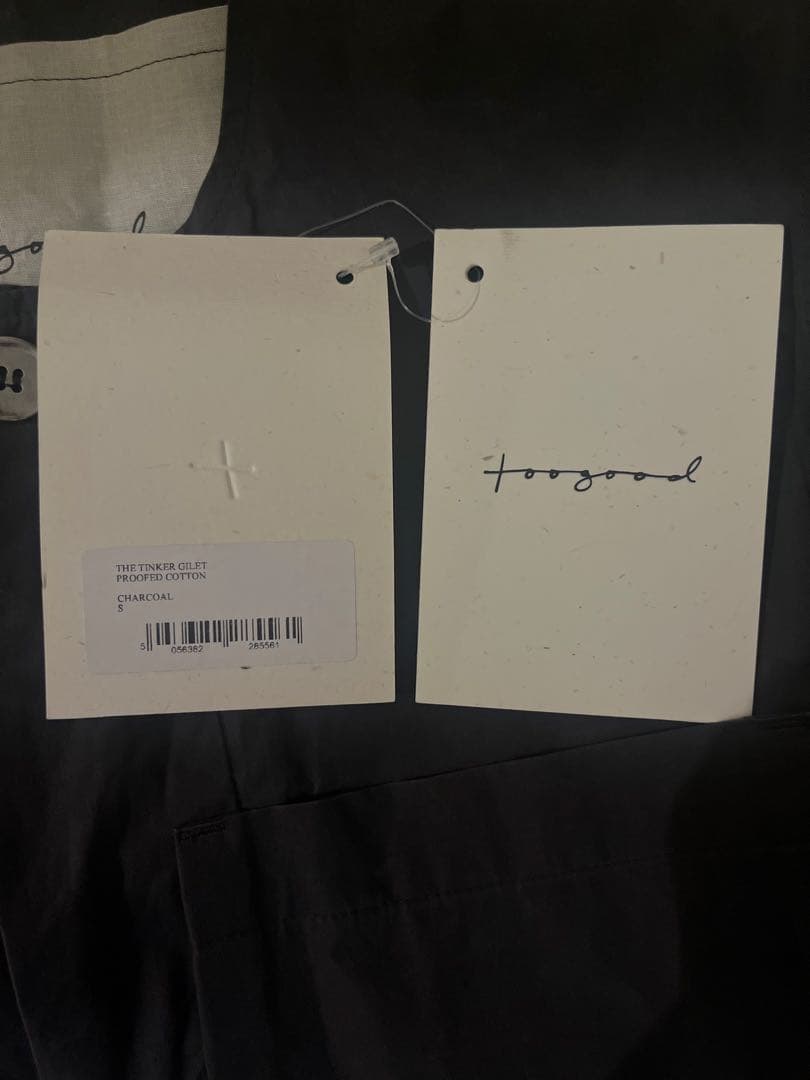 THE TINKER GILET
PROOFED COTTON
CHARCOAL
S
5 056382 285561
toogood